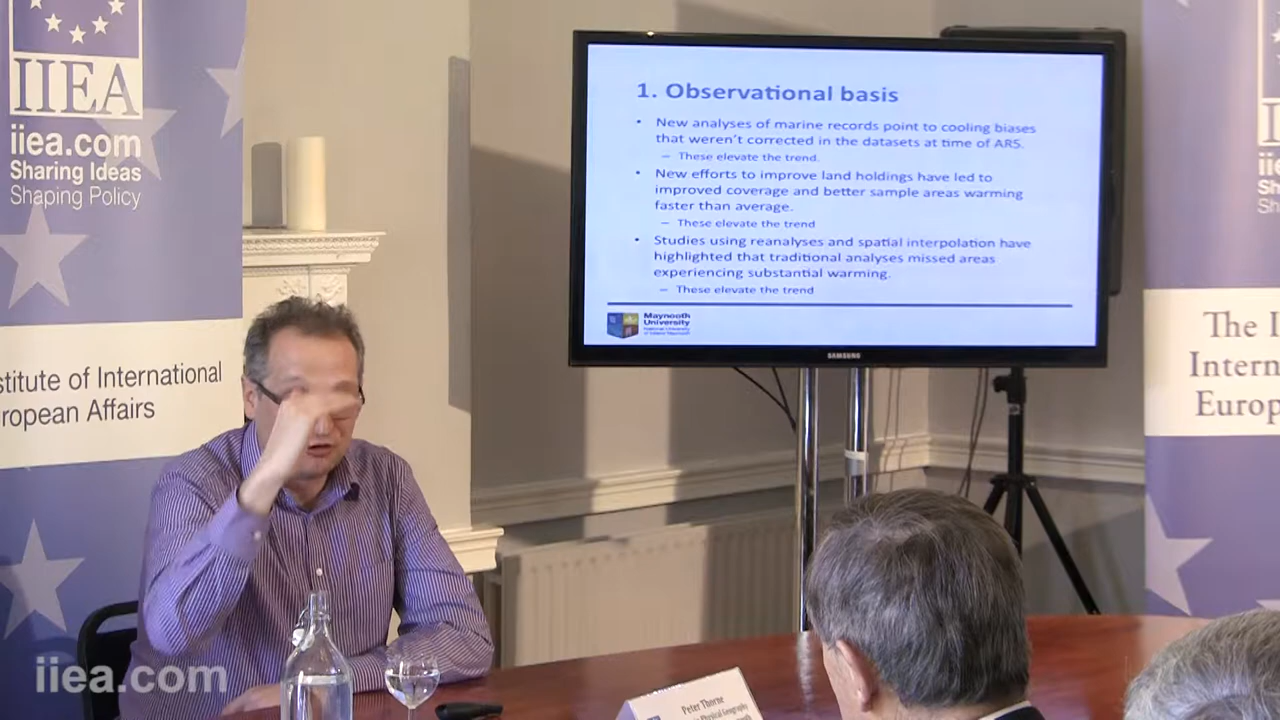 IIEA
iiea.com
Sharing Ideas
Shaping Policy
stitute of International
uropean Affairs
1. Observational basis
• New analyses of marine records point to cooling biases
that weren't corrected in the datasets at time of AR5.
– These elevate the trend.
• New efforts to improve land holdings have led to
improved coverage and better sample areas warming
faster than average.
– These elevate the trend
• Studies using reanalyses and spatial interpolation have
highlighted that traditional analyses missed areas
experiencing substantial warming.
– These elevate the trend
Maynooth
University
SAMSUNG
The I
Intern
Europ
Peter Thorne
Physical Geography
iiea.com